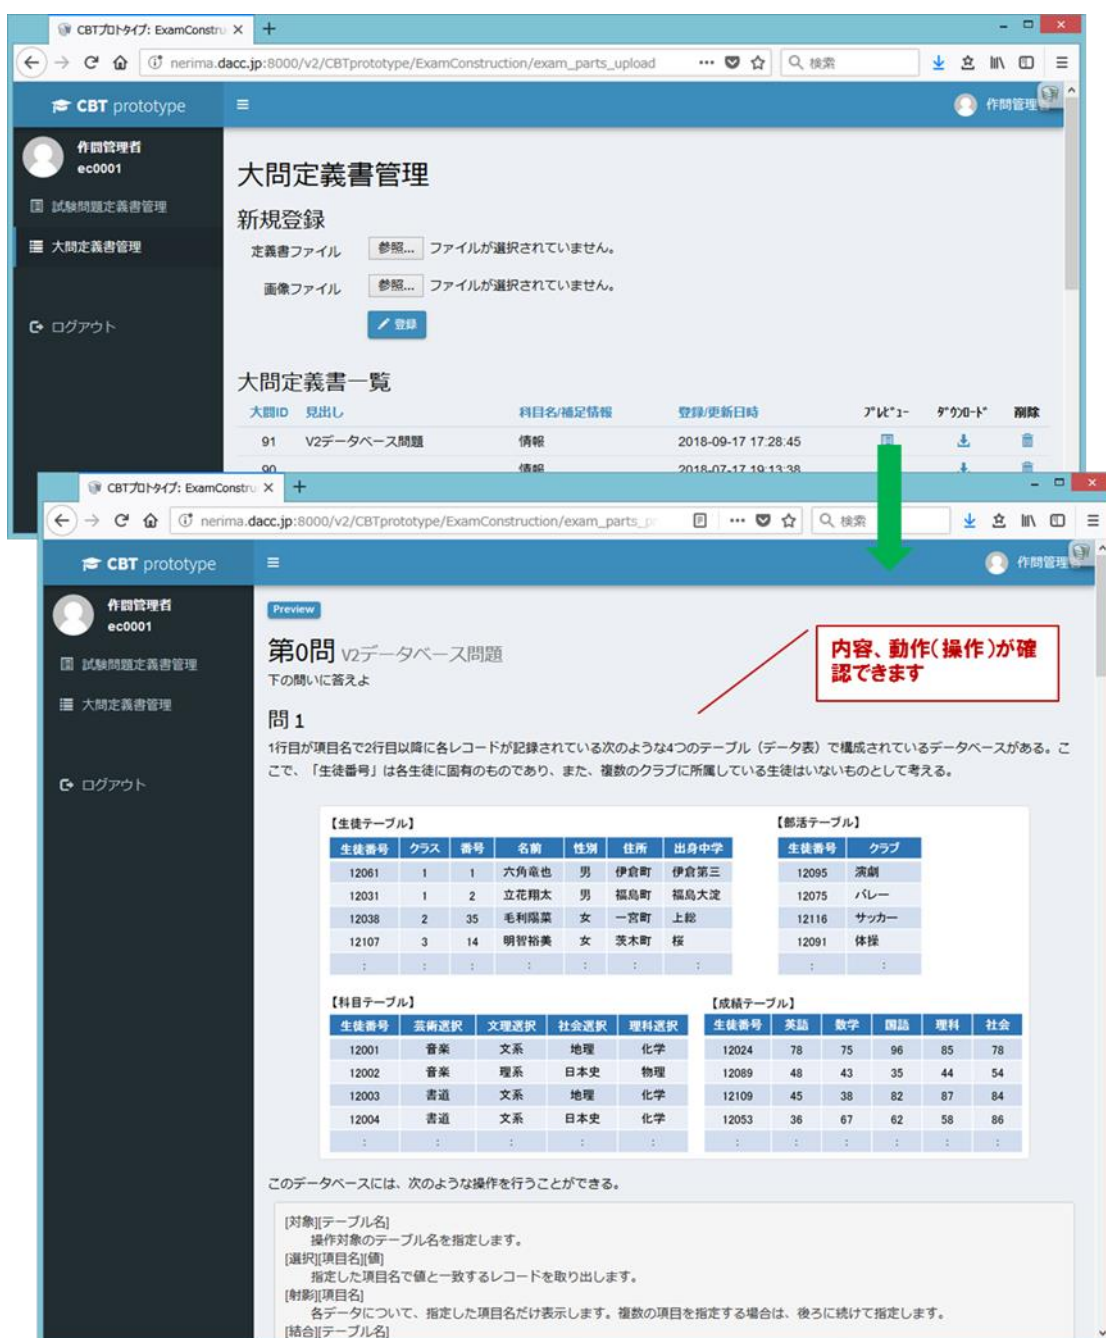 CBTプロトタイプ: ExamConstru × +
nerima.dacc.jp:8000/v2/CBTprototype/ExamConstruction/exam_parts_upload 検索
CBT prototype 作問管理者
作問管理者
ec0001
試験問題定義書管理
大問定義書管理
ログアウト
大問定義書管理
新規登録
定義書ファイル 参照... ファイルが選択されていません。
画像ファイル 参照... ファイルが選択されていません。
登録
大問定義書一覧
大問ID 見出し 科目名/補足情報 登録/更新日時 プレビュー ダウンロード 削除
91 V2データベース問題 情報 2018-09-17 17:28:45
90 情報 2018-07-17 19:13:38
CBTプロトタイプ: ExamConstru × +
nerima.dacc.jp:8000/v2/CBTprototype/ExamConstruction/exam_parts_pr 検索
CBT prototype 作問管理者
作問管理者
ec0001
試験問題定義書管理
大問定義書管理
ログアウト
Preview
第0問 V2データベース問題
下の問いに答えよ
内容、動作(操作)が確
認できます
問 1
1行目が項目名で2行目以降に各レコードが記録されている次のような4つのテーブル（データ表）で構成されているデータベースがある。こ
こで、「生徒番号」は各生徒に固有のものであり、また、複数のクラブに所属している生徒はいないものとして考える。
【生徒テーブル】
生徒番号 クラス 番号 名前 性別 住所 出身中学
12061 1 1 六角竜也 男 伊倉町 伊倉第三
12031 1 2 立花翔太 男 福島町 福島大淀
12038 2 35 毛利陽菜 女 一宮町 上総
12107 3 14 明智裕美 女 茨木町 桜
: : : : : : :
【部活テーブル】
生徒番号 クラブ
12095 演劇
12075 バレー
12116 サッカー
12091 体操
: :
【科目テーブル】
生徒番号 芸術選択 文理選択 社会選択 理科選択
12001 音楽 文系 地理 化学
12002 音楽 理系 日本史 物理
12003 書道 文系 地理 化学
12004 書道 文系 日本史 化学
: : : : :
【成績テーブル】
生徒番号 英語 数学 国語 理科 社会
12024 78 75 96 85 78
12089 48 43 35 44 54
12109 45 38 82 87 84
12053 36 67 62 58 86
: : : : : :
このデータベースには、次のような操作を行うことができる。
[対象][テーブル名]
操作対象のテーブル名を指定します。
[選択][項目名][値]
指定した項目名で値と一致するレコードを取り出します。
[射影][項目名]
各データについて、指定した項目名だけ表示します。複数の項目を指定する場合は、後ろに続けて指定します。
[結合][テーブル名]